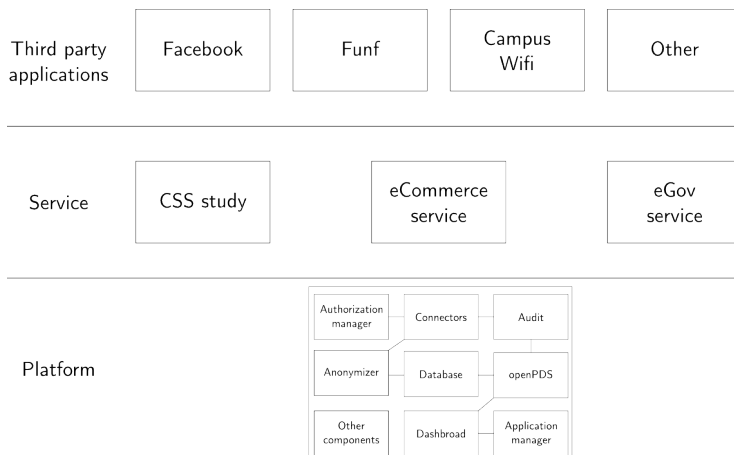 Third party
applications
Facebook
Funf
Campus
Wifi
Other
Service
CSS study
eCommerce
service
eGov
service
Platform
Authorization
manager
Connectors
Audit
Anonymizer
Database
openPDS
Other
components
Dashbroad
Application
manager